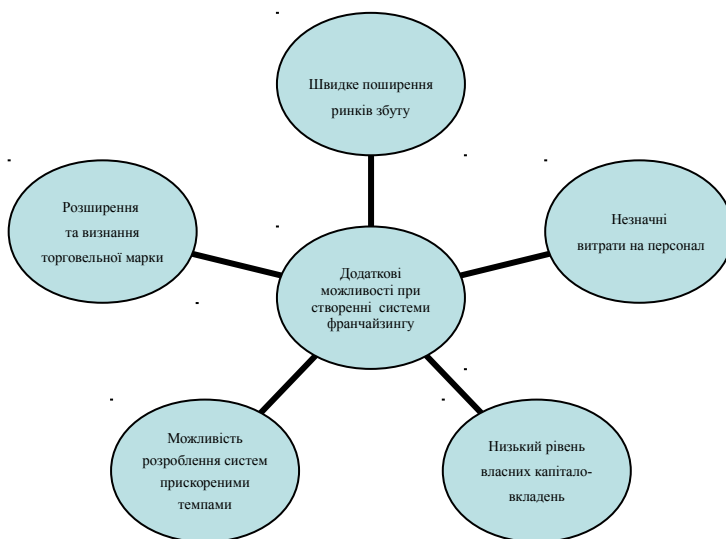 Швидке поширення
ринків збуту
Розширення
та визнання
торговельної марки
Незначні
витрати на персонал
Додаткові
можливості при
створенні системи
франчайзингу
Можливість
розроблення систем
прискореними
темпами
Низький рівень
власних капітало-
вкладень